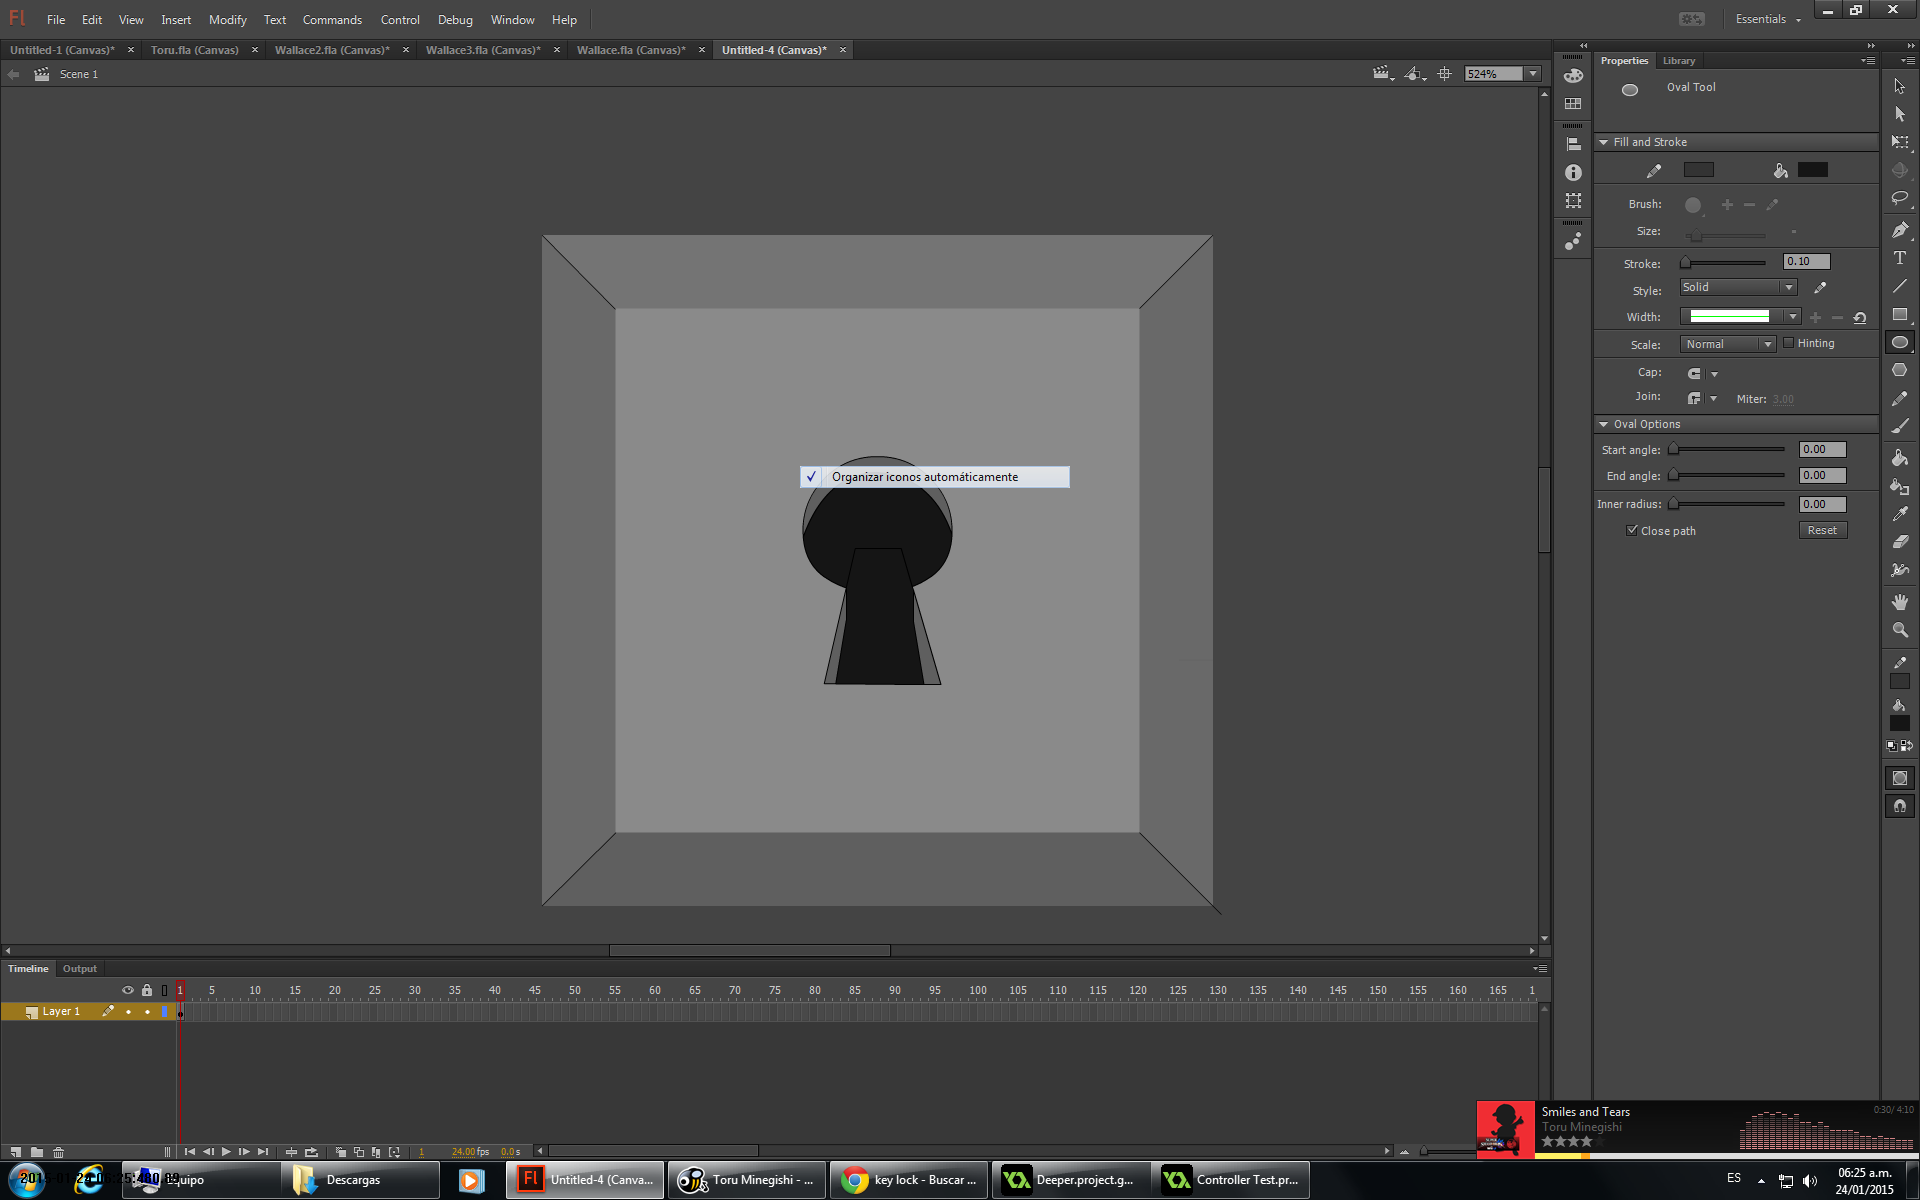 Fl File Edit View Insert Modify Text Commands Control Debug Window Help Essentials
Untitled-1 (Canvas)* Toru.fla (Canvas) Wallace2.fla (Canvas)* Wallace3.fla (Canvas)* Wallace.fla (Canvas)* Untitled-4 (Canvas)*
Scene 1 524%
Properties Library
Oval Tool
Fill and Stroke
Brush:
Size:
Stroke: 0.10
Style: Solid
Width:
Scale: Normal Hinting
Cap:
Join: Miter: 3.00
Oval Options
Start angle: 0.00
End angle: 0.00
Inner radius: 0.00
Close path Reset
Organizar iconos automáticamente
Timeline Output
1 5 10 15 20 25 30 35 40 45 50 55 60 65 70 75 80 85 90 95 100 105 110 115 120 125 130 135 140 145 150 155 160 165 1
Layer 1
1 24.00 fps 0.0 s
Smiles and Tears 0:30/ 4:10
Toru Minegishi
Equipo Descargas Fl Untitled-4 (Canva... Toru Minegishi - ... key lock - Buscar ... Deeper.project.g... Controller Test.pr... ES 06:25 a.m.
24/01/2015